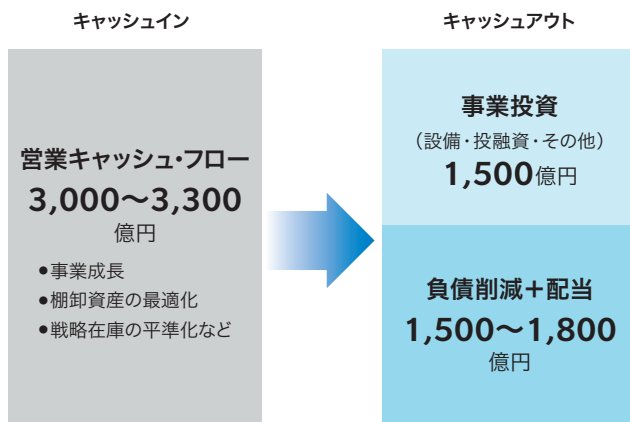 キャッシュイン
営業キャッシュ・フロー
3,000〜3,300
億円
●事業成長
●棚卸資産の最適化
●戦略在庫の平準化など
キャッシュアウト
事業投資
（設備・投融資・その他）
1,500億円
負債削減＋配当
1,500〜1,800
億円